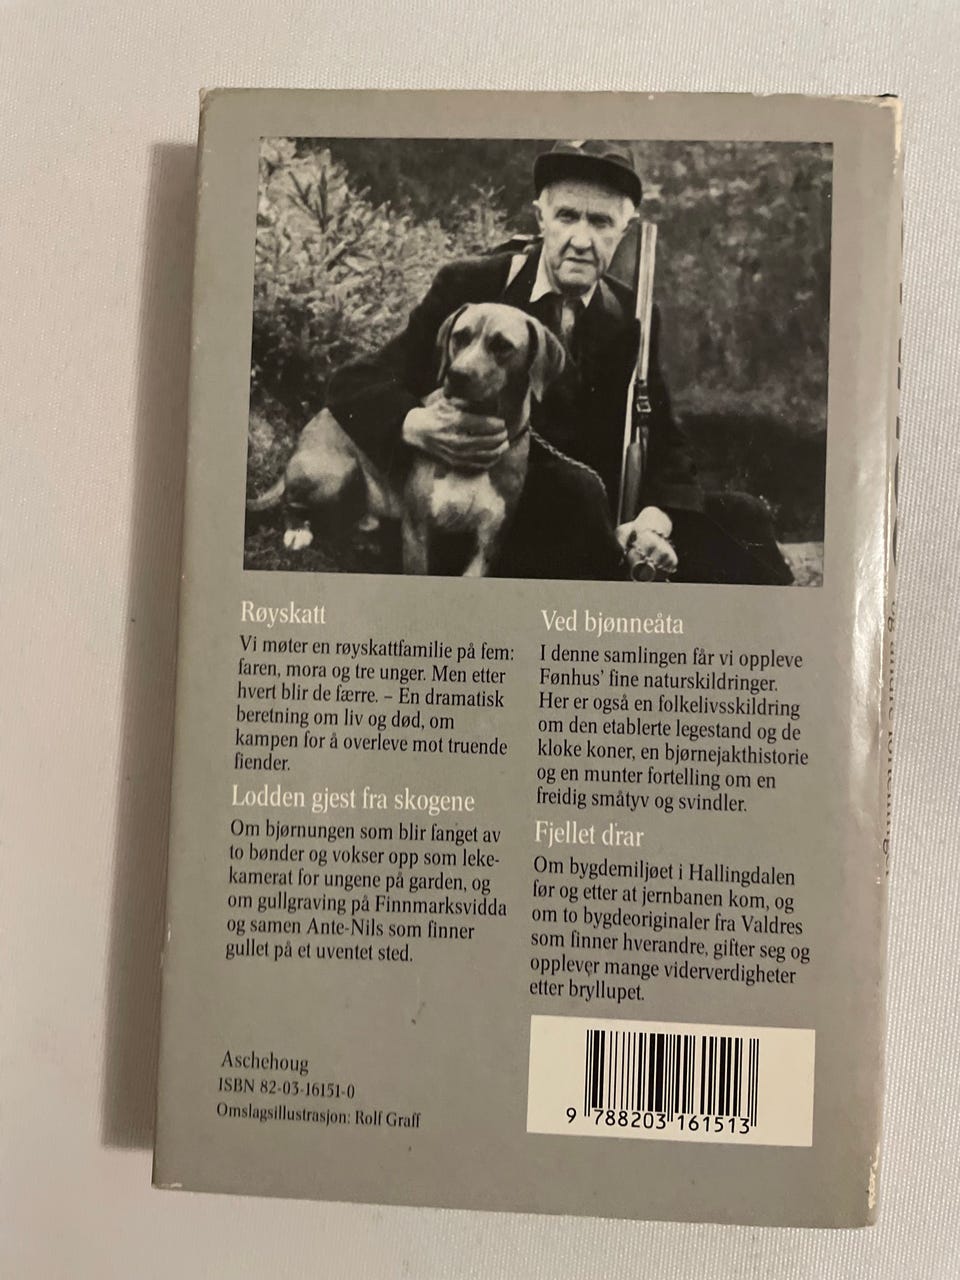 Røyskatt
Vi møter en røyskattfamilie på fem:
faren, mora og tre unger. Men etter
hvert blir de færre. – En dramatisk
beretning om liv og død, om
kampen for å overleve mot truende
fiender.
Lodden gjest fra skogene
Om bjørnungen som blir fanget av
to bønder og vokser opp som leke-
kamerat for ungene på garden, og
om gullgraving på Finnmarksvidda
og samen Ante-Nils som finner
gullet på et uventet sted.
Ved bjønneåta
I denne samlingen får vi oppleve
Fønhus’ fine naturskildringer.
Her er også en folkelivsskildring
om den etablerte legestand og de
kloke koner, en bjørnejakthistorie
og en munter fortelling om en
freidig småtyv og svindler.
Fjellet drar
Om bygdemiljøet i Hallingdalen
før og etter at jernbanen kom, og
om to bygdeoriginaler fra Valdres
som finner hverandre, gifter seg og
opplever mange viderverdigheter
etter bryllupet.
Aschehoug
ISBN 82-03-16151-0
Omslagsillustrasjon: Rolf Graff
9 788203 161513